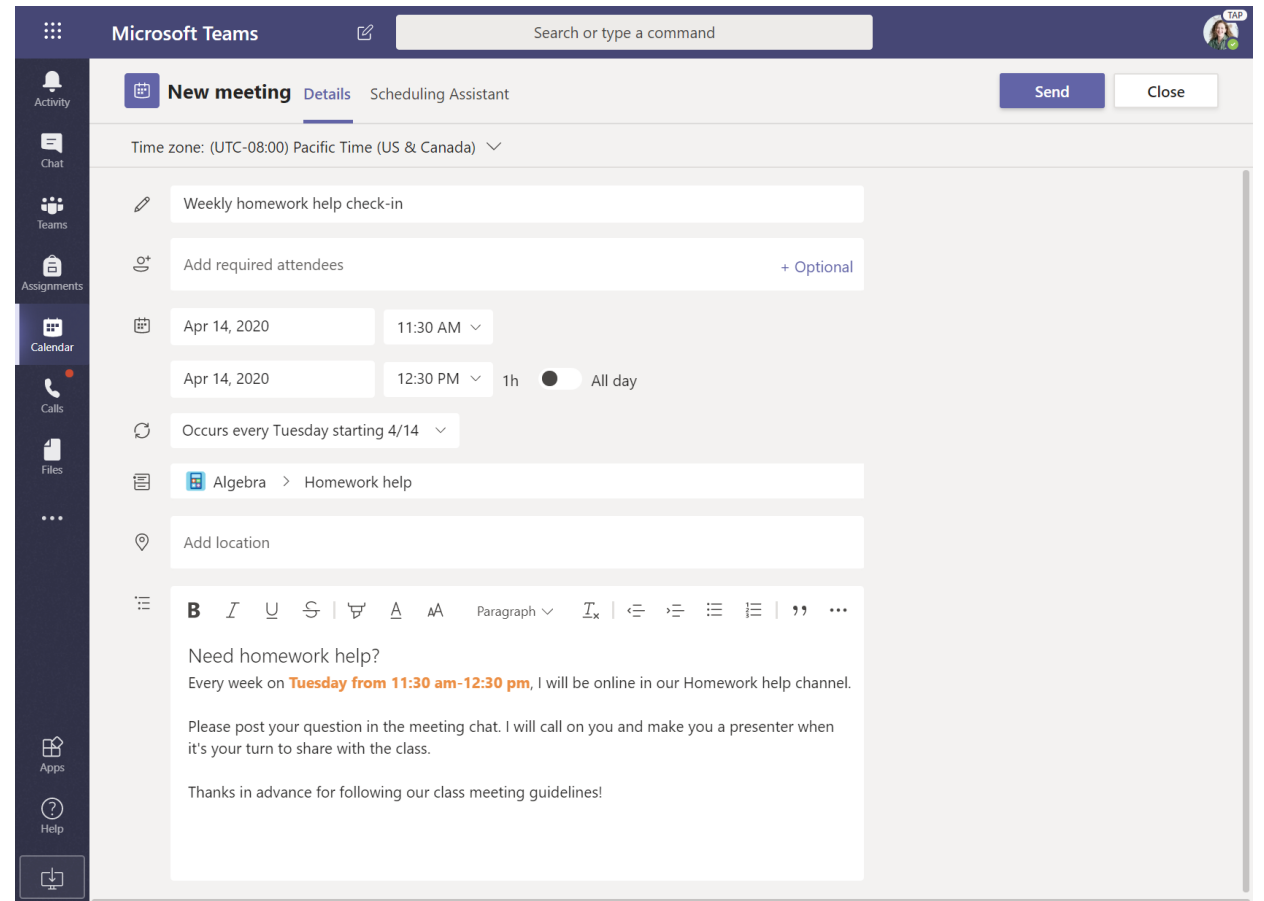 Microsoft Teams
Search or type a command
TAP
Activity
Chat
Teams
Assignments
Calendar
Calls
Files
Apps
Help
New meeting Details Scheduling Assistant
Send Close
Time zone: (UTC-08:00) Pacific Time (US & Canada)
Weekly homework help check-in
Add required attendees + Optional
Apr 14, 2020 11:30 AM
Apr 14, 2020 12:30 PM 1h All day
Occurs every Tuesday starting 4/14
Algebra > Homework help
Add location
B I U S A AA Paragraph Tx
Need homework help?
Every week on Tuesday from 11:30 am-12:30 pm, I will be online in our Homework help channel.
Please post your question in the meeting chat. I will call on you and make you a presenter when
it's your turn to share with the class.
Thanks in advance for following our class meeting guidelines!